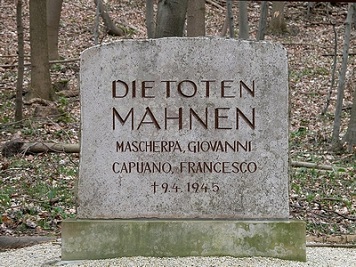 DIE TOTEN
MAHNEN
MASCHERPA, GIOVANNI
CAPUANO, FRANCESCO
†9.4.1945